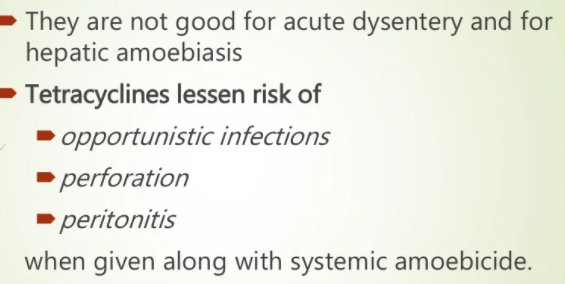 They are not good for acute dysentery and for
hepatic amoebiasis
Tetracyclines lessen risk of
opportunistic infections
perforation
peritonitis
when given along with systemic amoebicide.